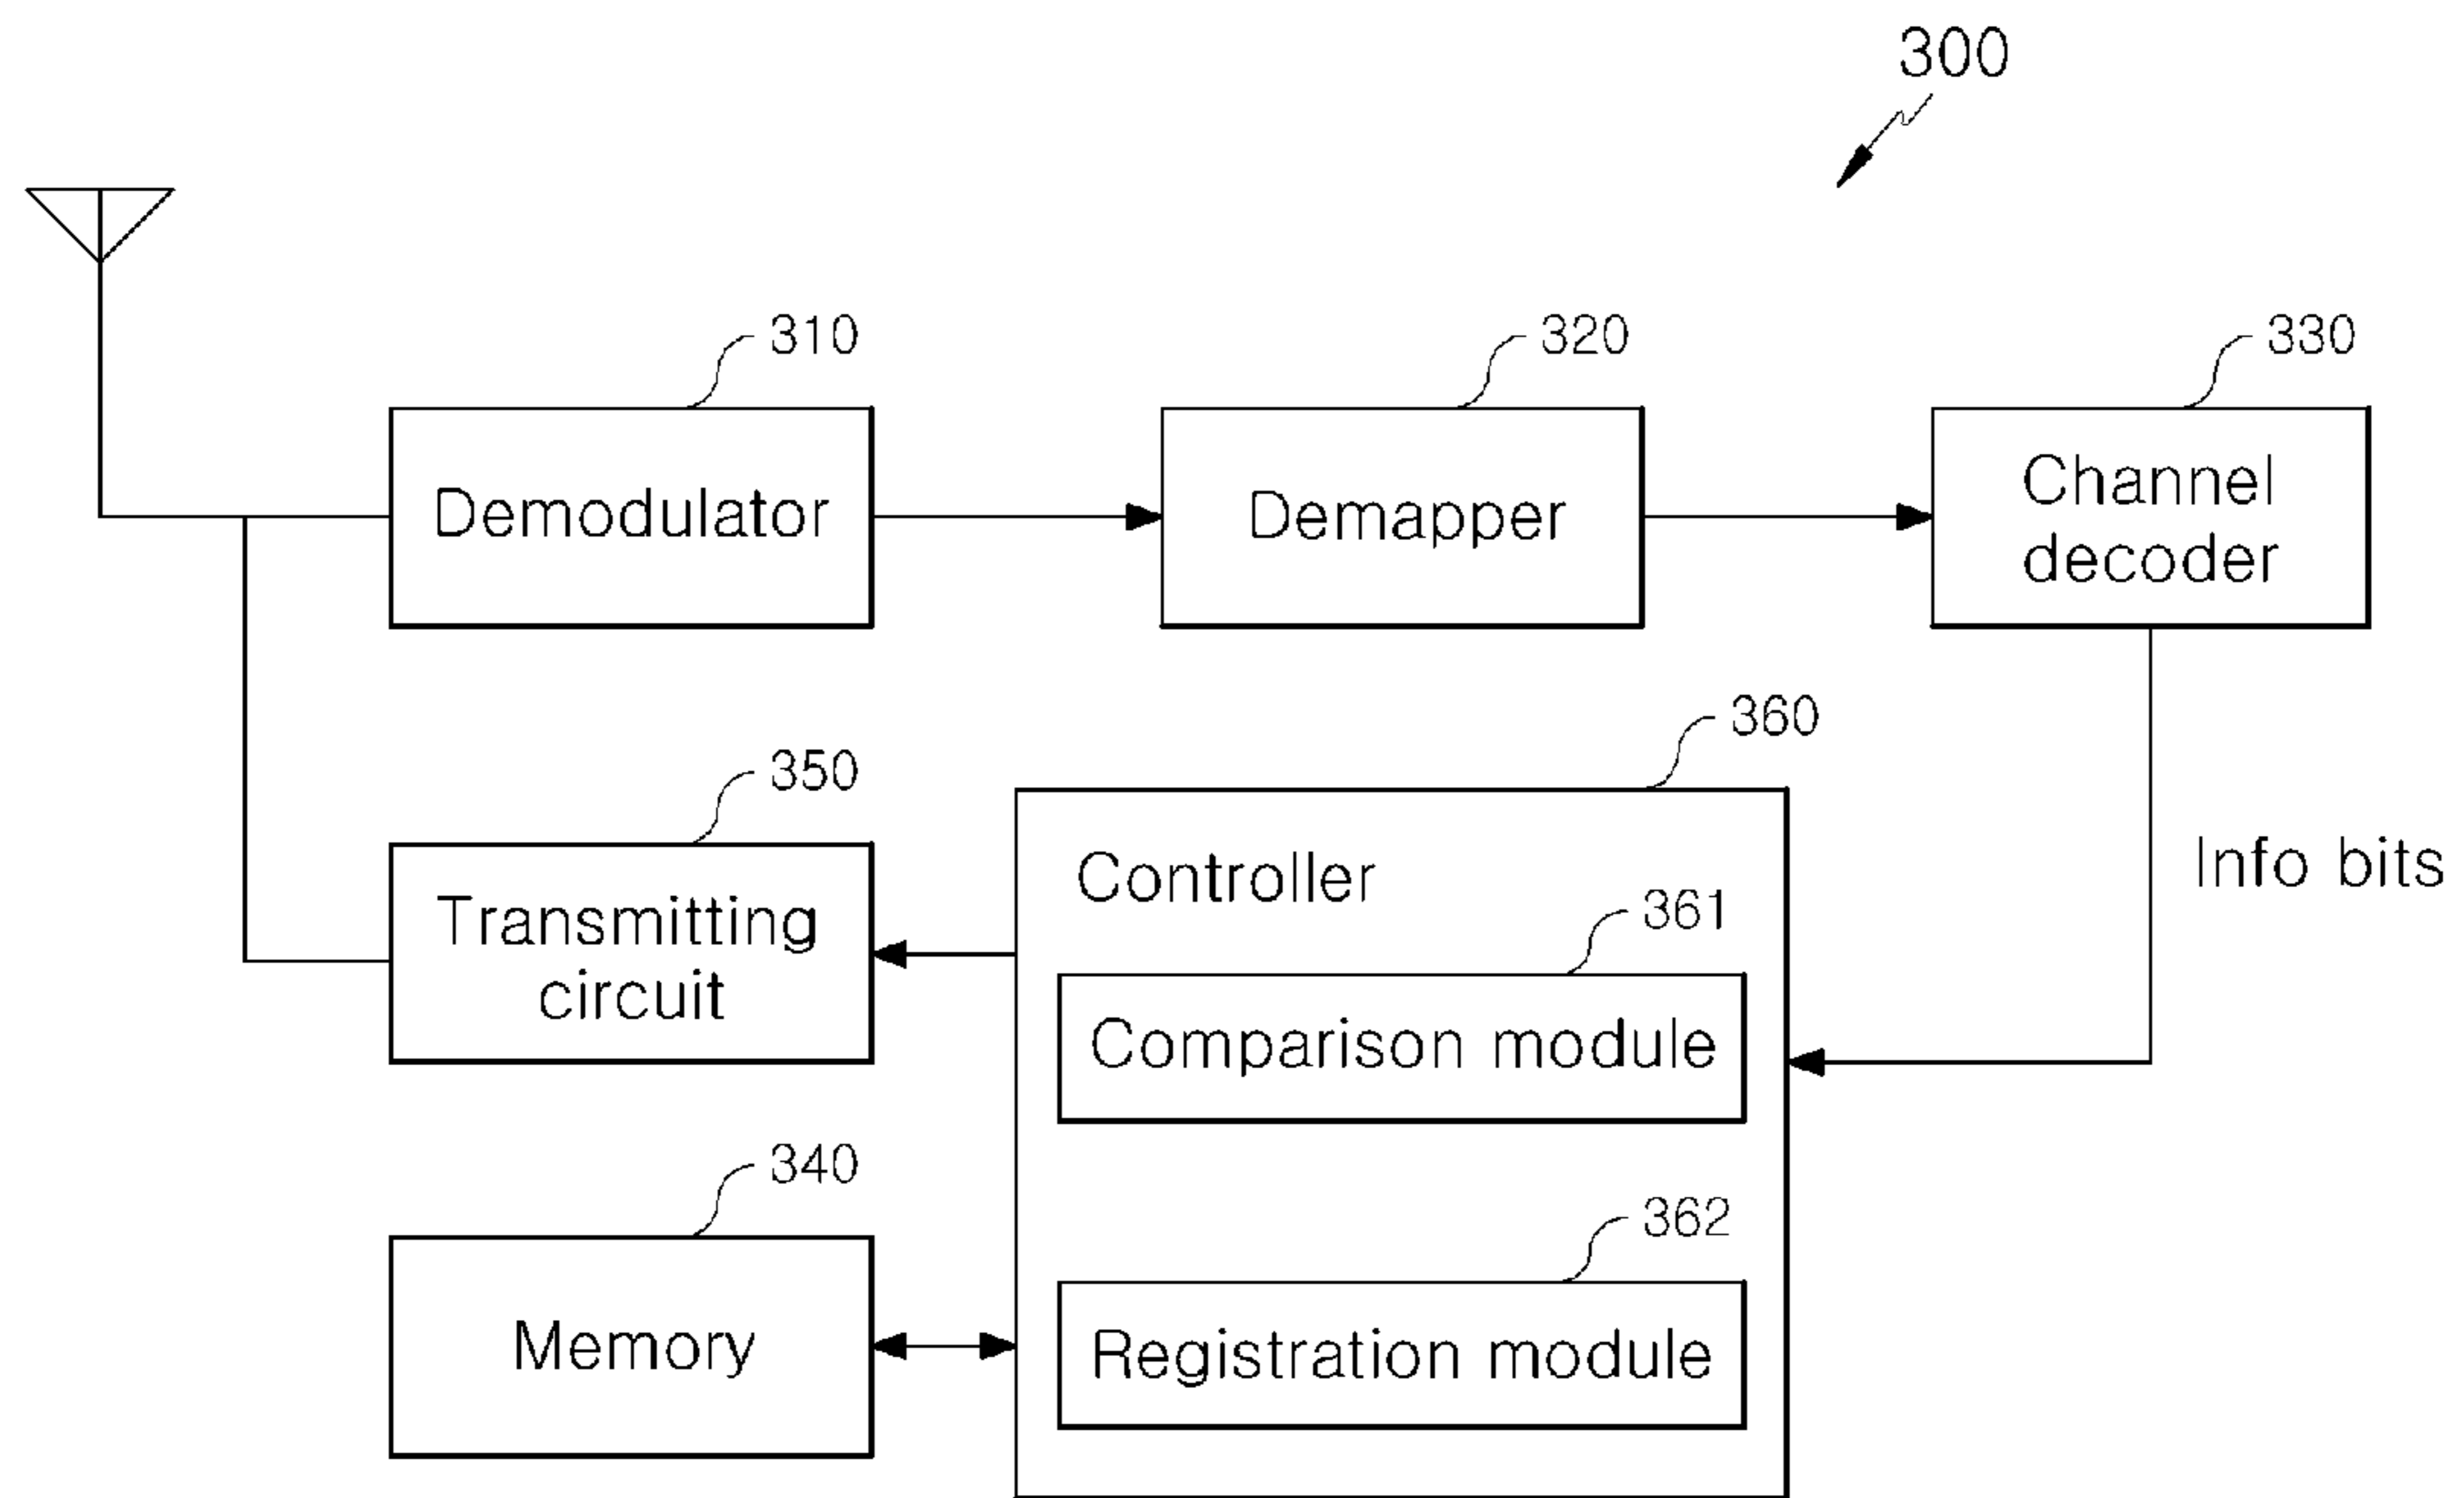 300
310
320
330
Demodulator
Demapper
Channel
decoder
360
350
Controller
Info bits
361
Transmitting
circuit
Comparison module
340
362
Memory
Registration module